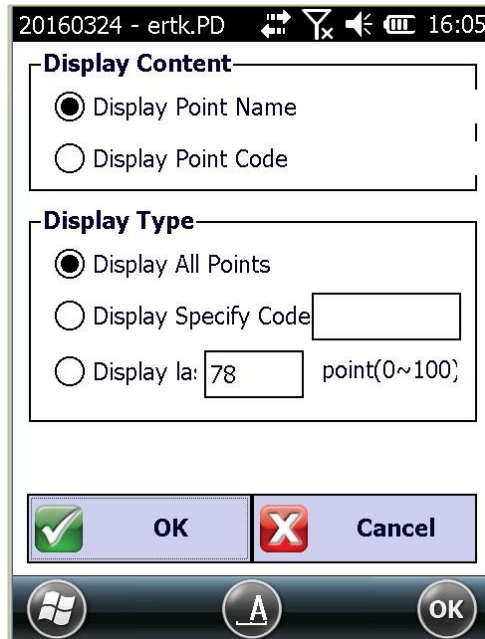 20160324 - ertk.PD 16:05
Display Content
Display Point Name
Display Point Code
Display Type
Display All Points
Display Specify Code
Display la: 78 point(0~100)
OK Cancel
A OK